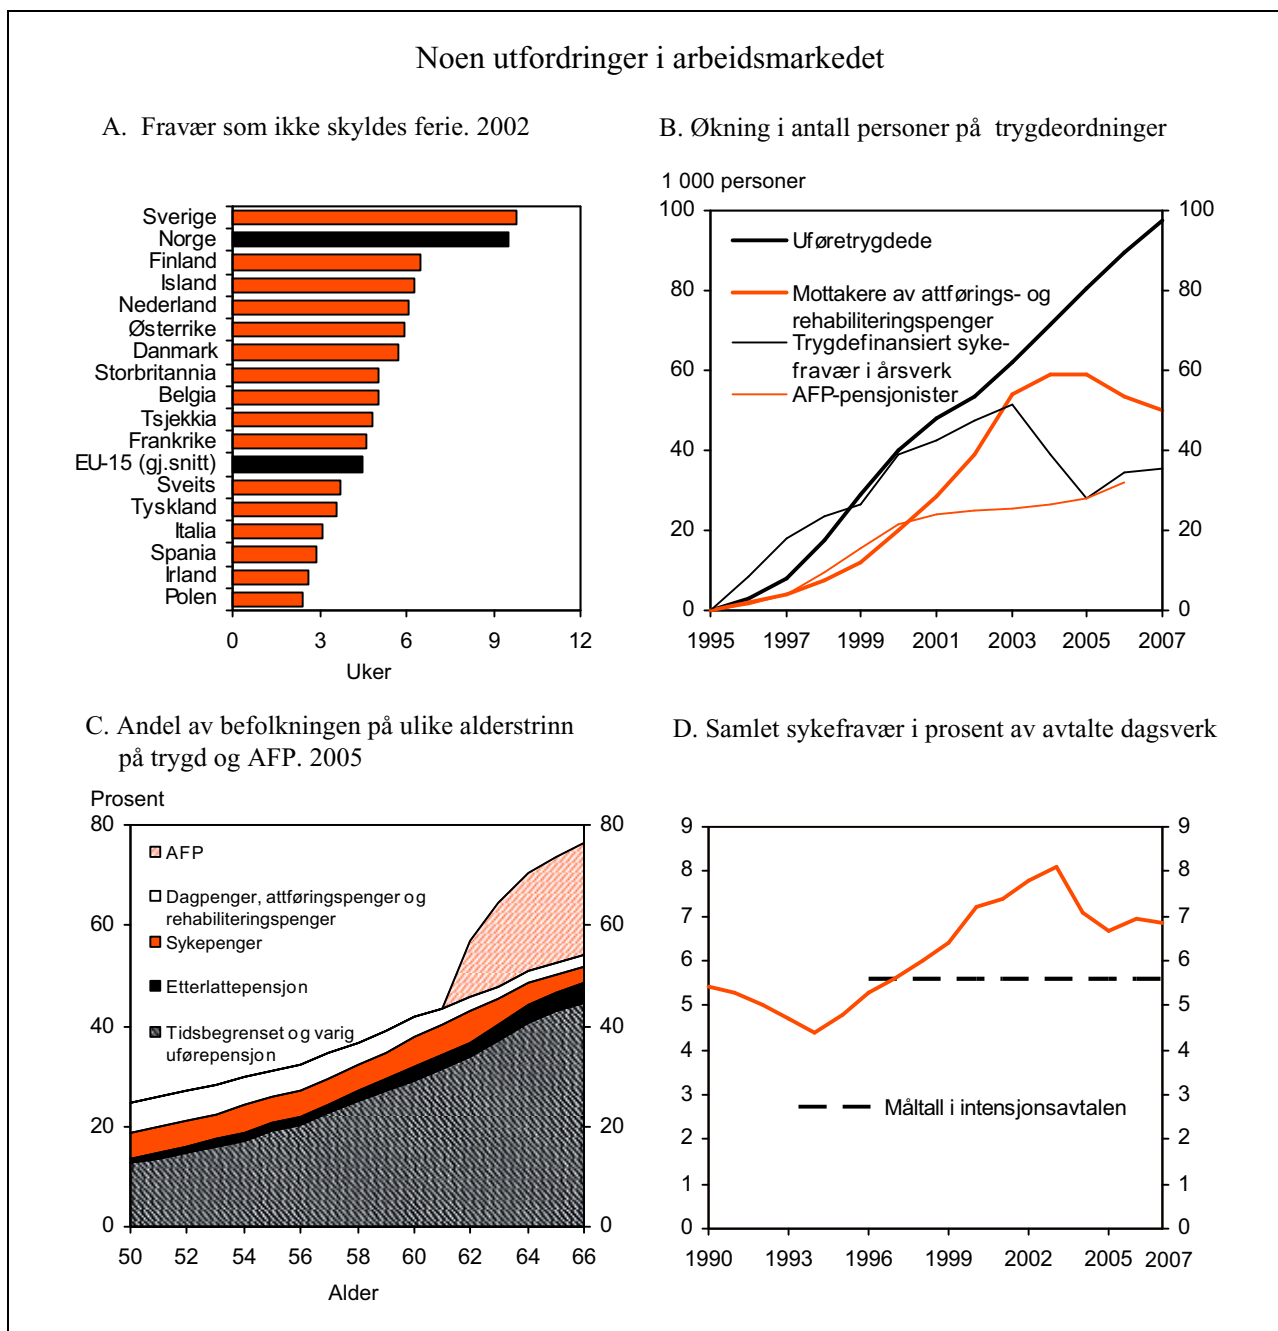 Noen utfordringer i arbeidsmarkedet
A. Fravær som ikke skyldes ferie. 2002
Sverige
Norge
Finland
Island
Nederland
Østerrike
Danmark
Storbritannia
Belgia
Tsjekkia
Frankrike
EU-15 (gj.snitt)
Sveits
Tyskland
Italia
Spania
Irland
Polen
0 3 6 9 12
Uker
B. Økning i antall personer på trygdeordninger
1 000 personer
100 100
80 80
60 60
40 40
20 20
0 0
Uføretrygdede
Mottakere av attførings- og
rehabiliteringspenger
Trygdefinansiert syke-
fravær i årsverk
AFP-pensjonister
1995 1997 1999 2001 2003 2005 2007
C. Andel av befolkningen på ulike alderstrinn
på trygd og AFP. 2005
Prosent
80 80
60 60
40 40
20 20
0 0
AFP
Dagpenger, attføringspenger og
rehabiliteringspenger
Sykepenger
Etterlattepensjon
Tidsbegrenset og varig
uførepensjon
50 52 54 56 58 60 62 64 66
Alder
D. Samlet sykefravær i prosent av avtalte dagsverk
9 9
8 8
7 7
6 6
5 5
4 4
3 3
2 2
1 1
0 0
Måltall i intensjonsavtalen
1990 1993 1996 1999 2002 2005 2007